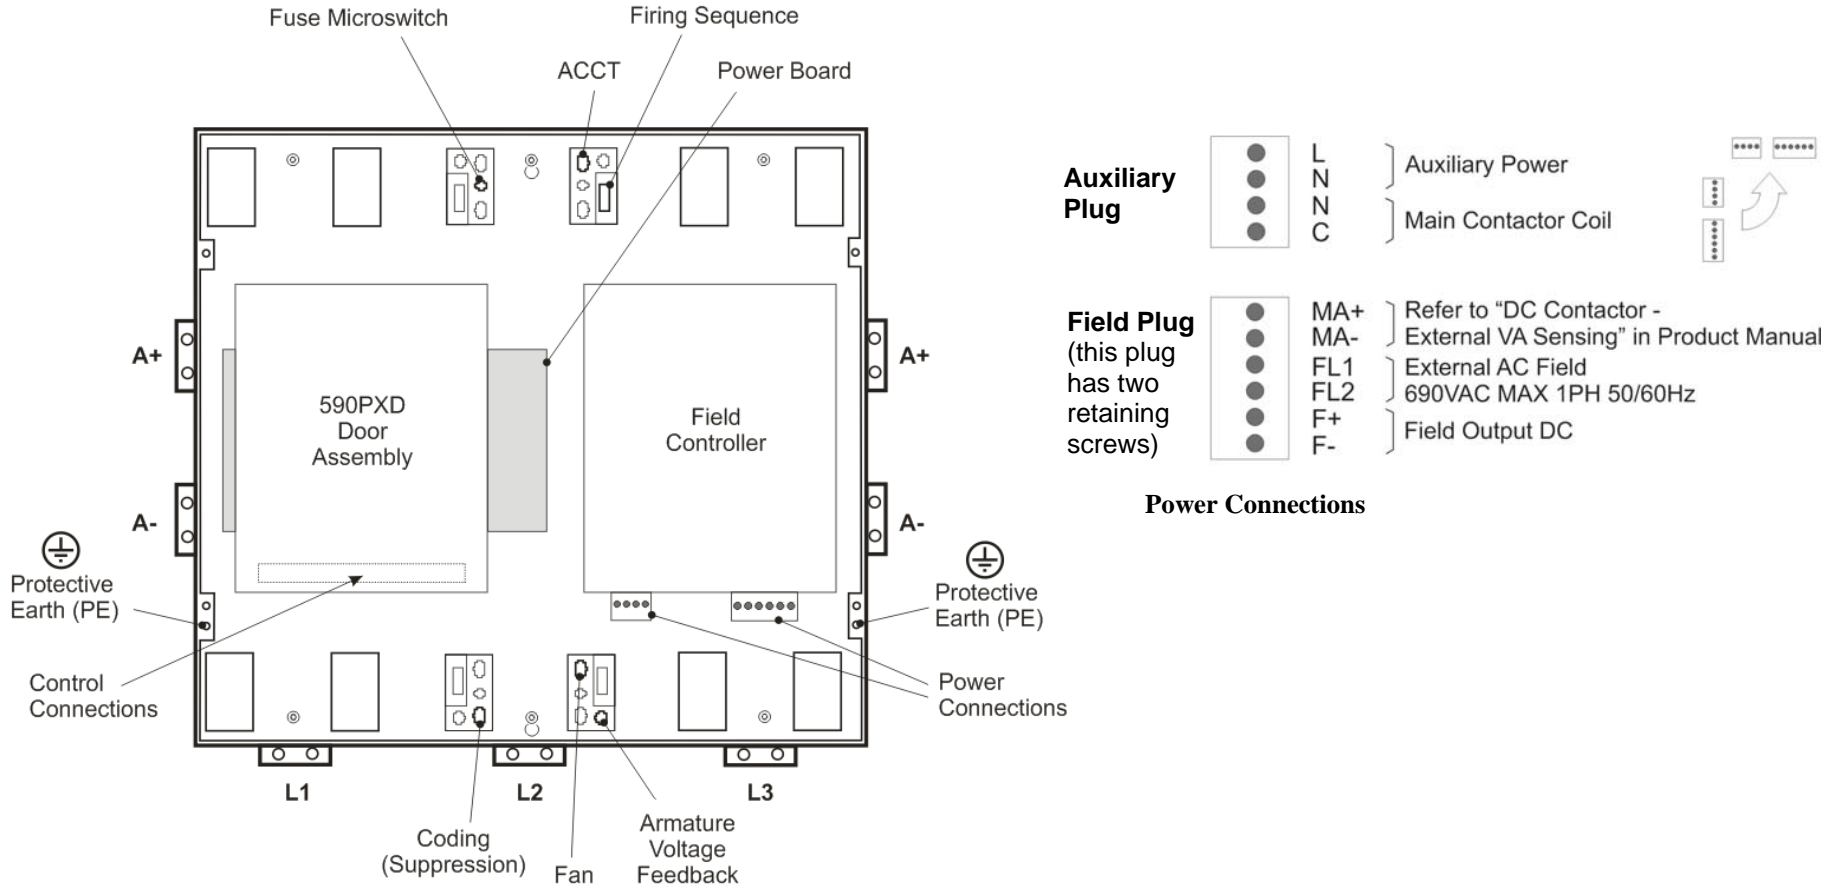 Fuse Microswitch
Firing Sequence
ACCT
Power Board
A+
A+
590PXD
Door
Assembly
Field
Controller
A-
A-
Protective
Earth (PE)
Protective
Earth (PE)
Control
Connections
Power
Connections
L1
L2
L3
Coding
(Suppression)
Fan
Armature
Voltage
Feedback
Auxiliary
Plug
L
N
N
C
Auxiliary Power
Main Contactor Coil
Field Plug
(this plug
has two
retaining
screws)
MA+
MA-
FL1
FL2
F+
F-
Refer to “DC Contactor -
External VA Sensing” in Product Manual
External AC Field
690VAC MAX 1PH 50/60Hz
Field Output DC
Power Connections